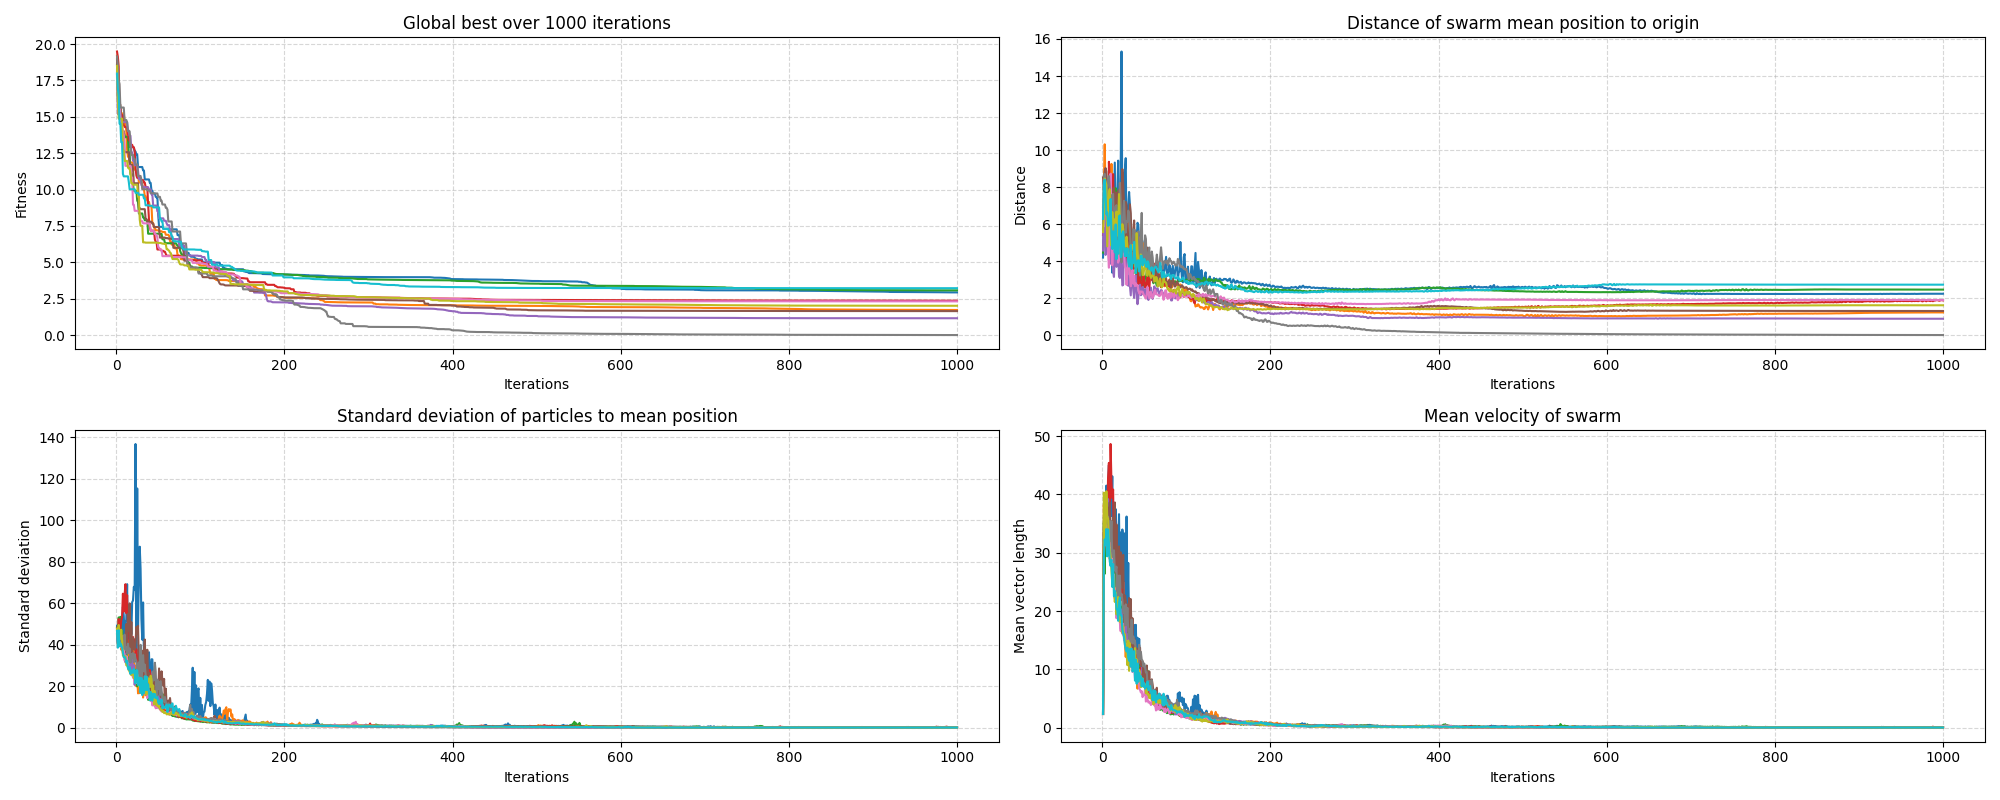 Global best over 1000 iterations
Fitness
20.0
17.5
15.0
12.5
10.0
7.5
5.0
2.5
0.0
0 200 400 600 800 1000
Iterations
Distance of swarm mean position to origin
Distance
16
14
12
10
8
6
4
2
0
0 200 400 600 800 1000
Iterations
Standard deviation of particles to mean position
Standard deviation
140
120
100
80
60
40
20
0
0 200 400 600 800 1000
Iterations
Mean velocity of swarm
Mean vector length
50
40
30
20
10
0
0 200 400 600 800 1000
Iterations